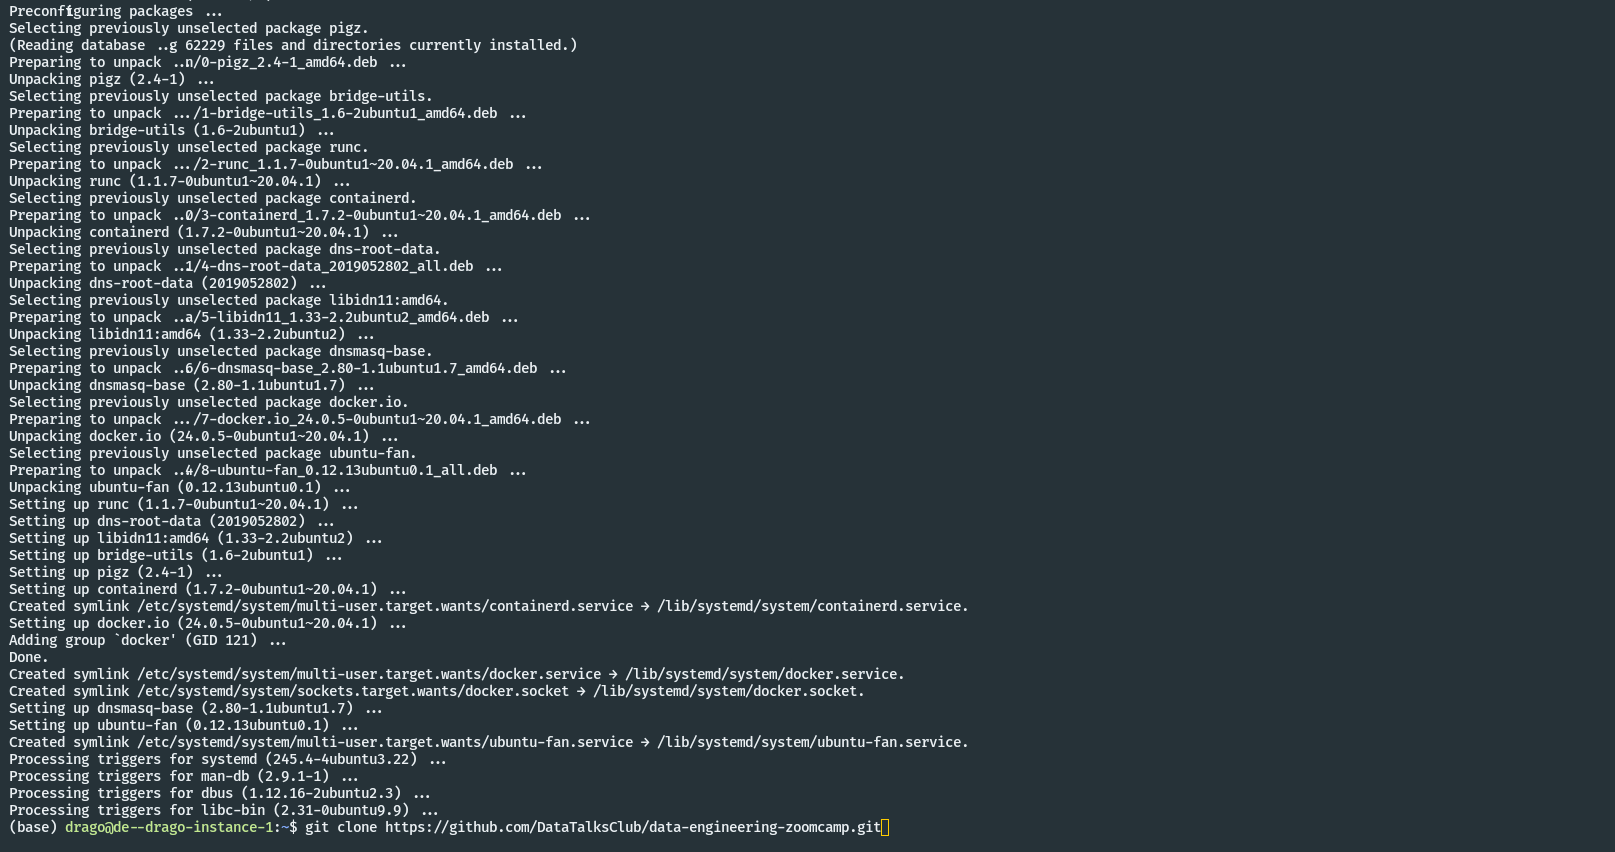 Preconfiguring packages ...
Selecting previously unselected package pigz.
(Reading database ..g 62229 files and directories currently installed.)
Preparing to unpack ..n/0-pigz_2.4-1_amd64.deb ...
Unpacking pigz (2.4-1) ...
Selecting previously unselected package bridge-utils.
Preparing to unpack .../1-bridge-utils_1.6-2ubuntu1_amd64.deb ...
Unpacking bridge-utils (1.6-2ubuntu1) ...
Selecting previously unselected package runc.
Preparing to unpack .../2-runc_1.1.7-0ubuntu1~20.04.1_amd64.deb ...
Unpacking runc (1.1.7-0ubuntu1~20.04.1) ...
Selecting previously unselected package containerd.
Preparing to unpack ..0/3-containerd_1.7.2-0ubuntu1~20.04.1_amd64.deb ...
Unpacking containerd (1.7.2-0ubuntu1~20.04.1) ...
Selecting previously unselected package dns-root-data.
Preparing to unpack ..1/4-dns-root-data_2019052802_all.deb ...
Unpacking dns-root-data (2019052802) ...
Selecting previously unselected package libidn11:amd64.
Preparing to unpack ..a/5-libidn11_1.33-2.2ubuntu2_amd64.deb ...
Unpacking libidn11:amd64 (1.33-2.2ubuntu2) ...
Selecting previously unselected package dnsmasq-base.
Preparing to unpack ..6/6-dnsmasq-base_2.80-1.1ubuntu1.7_amd64.deb ...
Unpacking dnsmasq-base (2.80-1.1ubuntu1.7) ...
Selecting previously unselected package docker.io.
Preparing to unpack .../7-docker.io_24.0.5-0ubuntu1~20.04.1_amd64.deb ...
Unpacking docker.io (24.0.5-0ubuntu1~20.04.1) ...
Selecting previously unselected package ubuntu-fan.
Preparing to unpack ..4/8-ubuntu-fan_0.12.13ubuntu0.1_all.deb ...
Unpacking ubuntu-fan (0.12.13ubuntu0.1) ...
Setting up runc (1.1.7-0ubuntu1~20.04.1) ...
Setting up dns-root-data (2019052802) ...
Setting up libidn11:amd64 (1.33-2.2ubuntu2) ...
Setting up bridge-utils (1.6-2ubuntu1) ...
Setting up pigz (2.4-1) ...
Setting up containerd (1.7.2-0ubuntu1~20.04.1) ...
Created symlink /etc/systemd/system/multi-user.target.wants/containerd.service → /lib/systemd/system/containerd.service.
Setting up docker.io (24.0.5-0ubuntu1~20.04.1) ...
Adding group `docker' (GID 121) ...
Done.
Created symlink /etc/systemd/system/multi-user.target.wants/docker.service → /lib/systemd/system/docker.service.
Created symlink /etc/systemd/system/sockets.target.wants/docker.socket → /lib/systemd/system/docker.socket.
Setting up dnsmasq-base (2.80-1.1ubuntu1.7) ...
Setting up ubuntu-fan (0.12.13ubuntu0.1) ...
Created symlink /etc/systemd/system/multi-user.target.wants/ubuntu-fan.service → /lib/systemd/system/ubuntu-fan.service.
Processing triggers for systemd (245.4-4ubuntu3.22) ...
Processing triggers for man-db (2.9.1-1) ...
Processing triggers for dbus (1.12.16-2ubuntu2.3) ...
Processing triggers for libc-bin (2.31-0ubuntu9.9) ...
(base) drago@de--drago-instance-1:~$ git clone https://github.com/DataTalksClub/data-engineering-zoomcamp.git